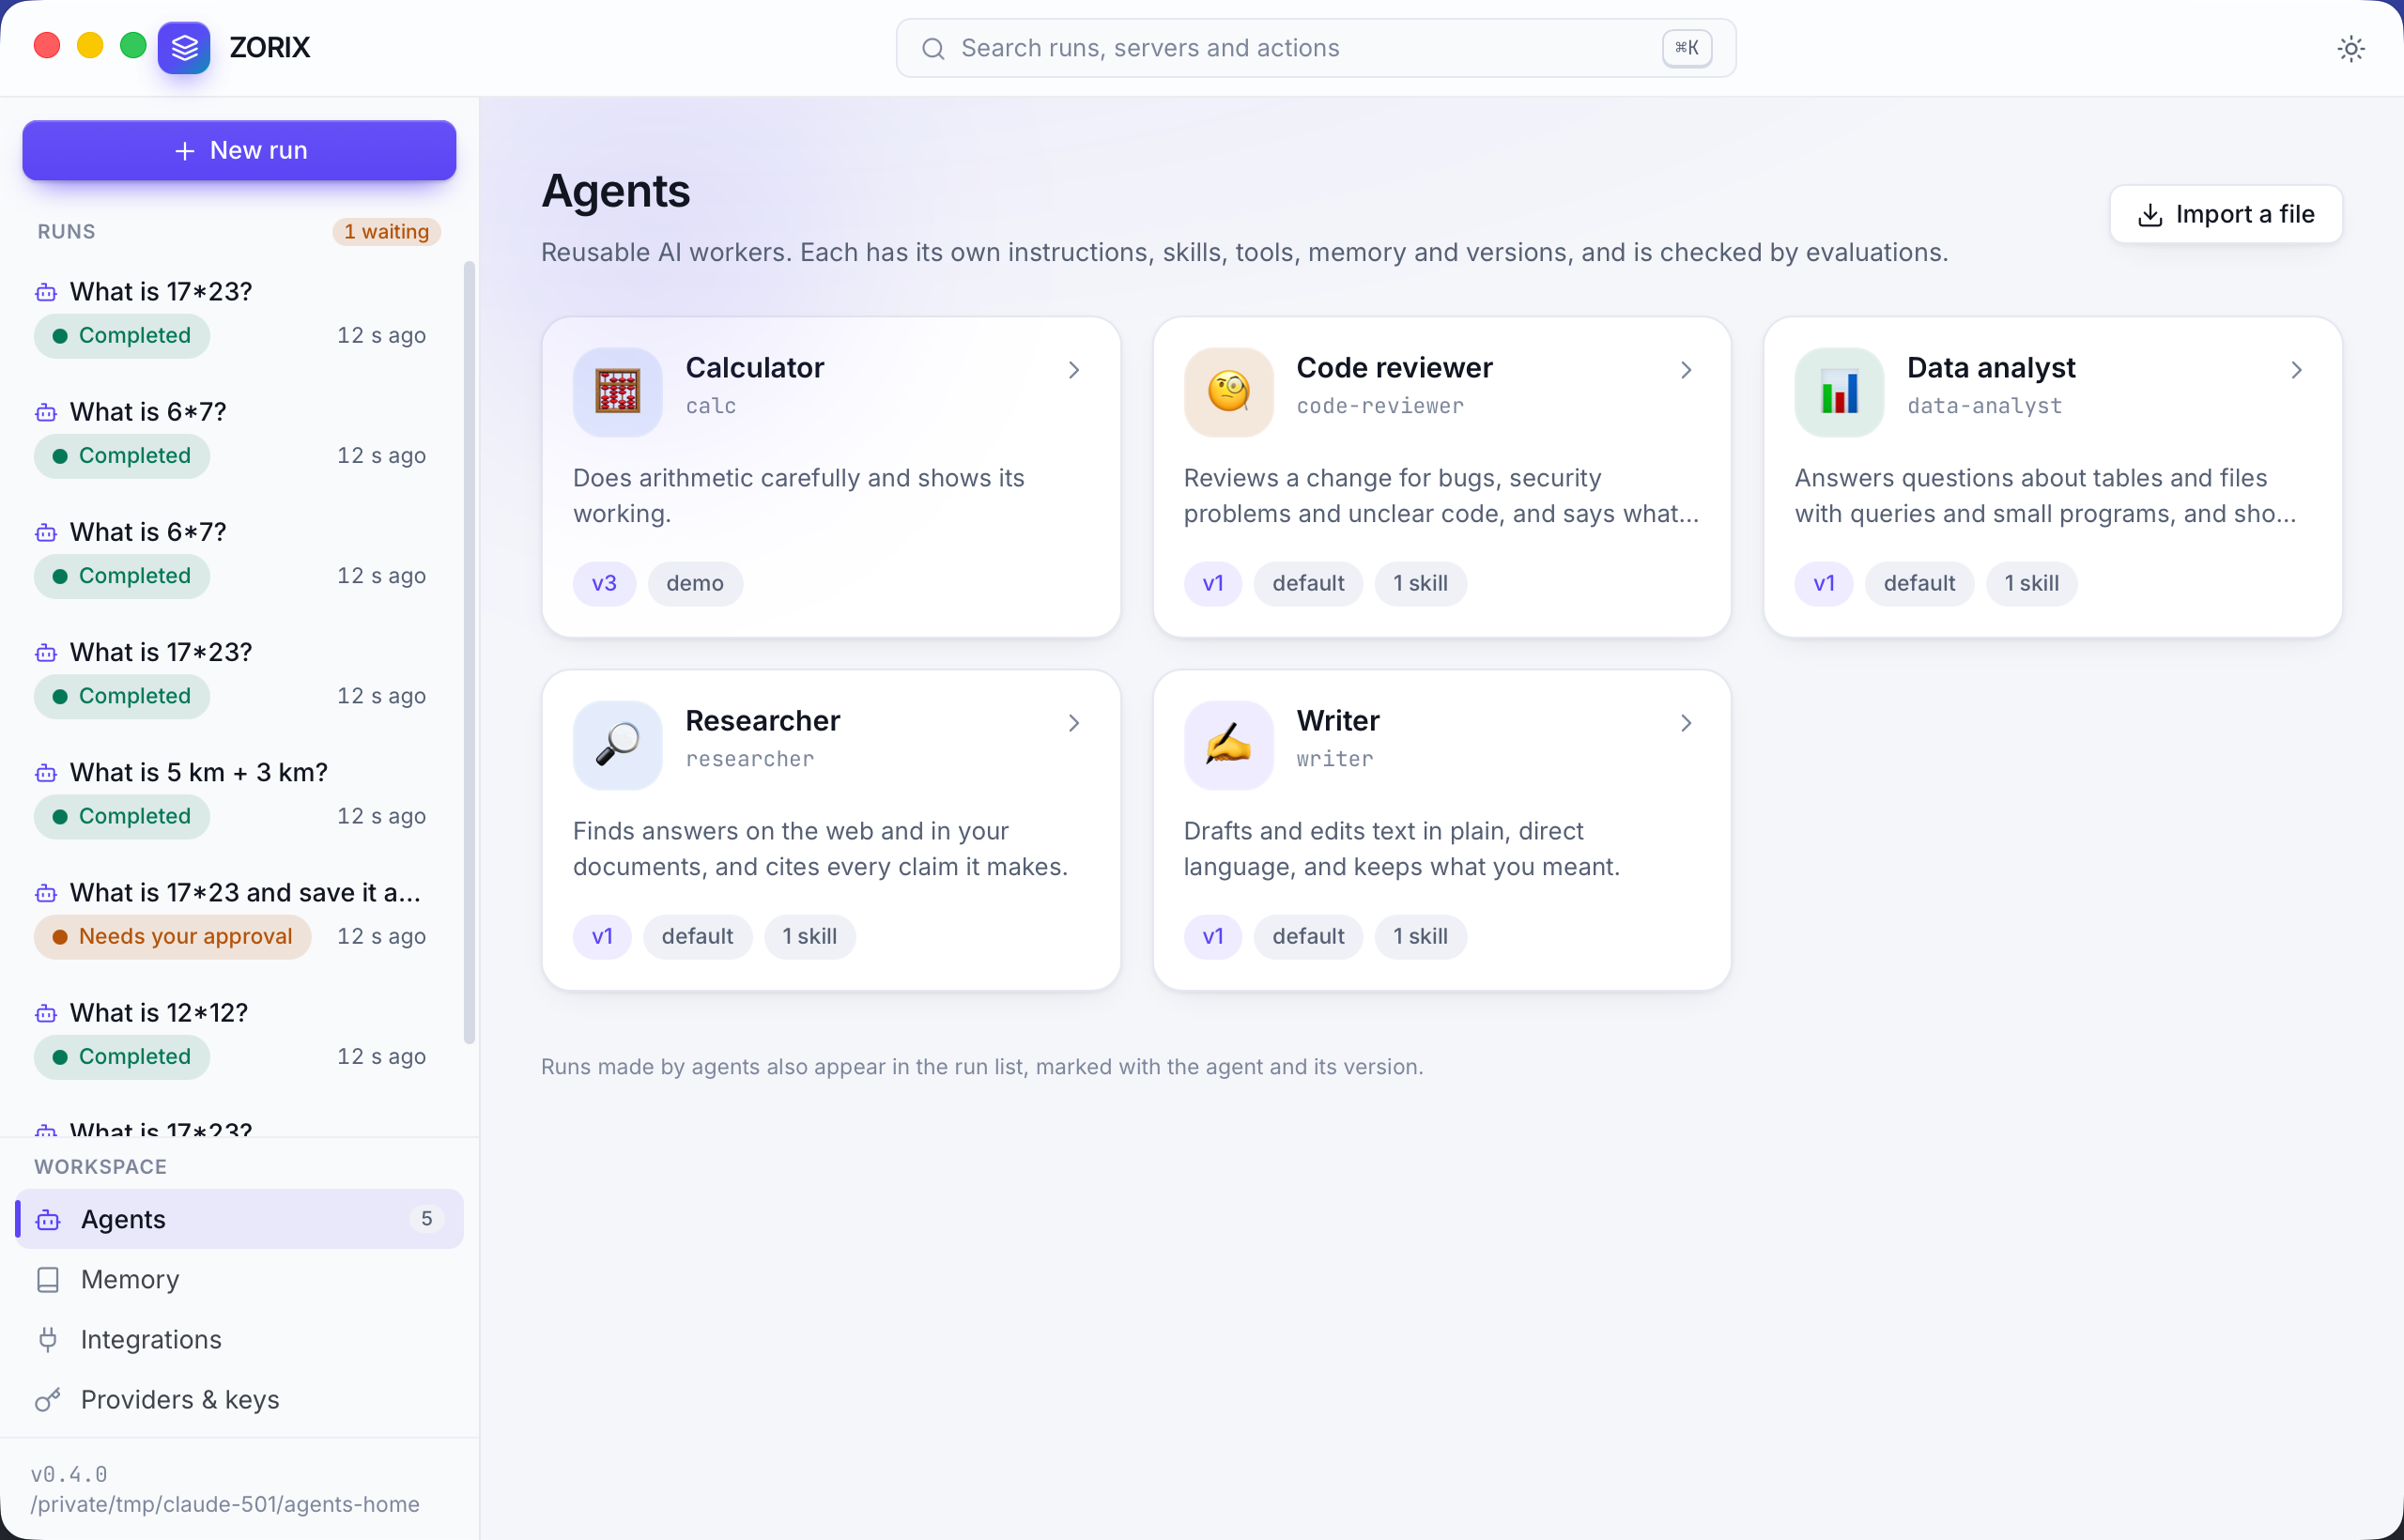 ZORIX
Search runs, servers and actions
⌘K
New run
RUNS
1 waiting
What is 17*23?
Completed
12 s ago
What is 6*7?
Completed
12 s ago
What is 6*7?
Completed
12 s ago
What is 17*23?
Completed
12 s ago
What is 5 km + 3 km?
Completed
12 s ago
What is 17*23 and save it a...
Needs your approval
12 s ago
What is 12*12?
Completed
12 s ago
What is 17*23?
WORKSPACE
Agents
5
Memory
Integrations
Providers & keys
v0.4.0
/private/tmp/claude-501/agents-home
Agents
Reusable AI workers. Each has its own instructions, skills, tools, memory and versions, and is checked by evaluations.
Import a file
Calculator
calc
Does arithmetic carefully and shows its
working.
v3
demo
Code reviewer
code-reviewer
Reviews a change for bugs, security
problems and unclear code, and says what...
v1
default
1 skill
Data analyst
data-analyst
Answers questions about tables and files
with queries and small programs, and sho...
v1
default
1 skill
Researcher
researcher
Finds answers on the web and in your
documents, and cites every claim it makes.
v1
default
1 skill
Writer
writer
Drafts and edits text in plain, direct
language, and keeps what you meant.
v1
default
1 skill
Runs made by agents also appear in the run list, marked with the agent and its version.